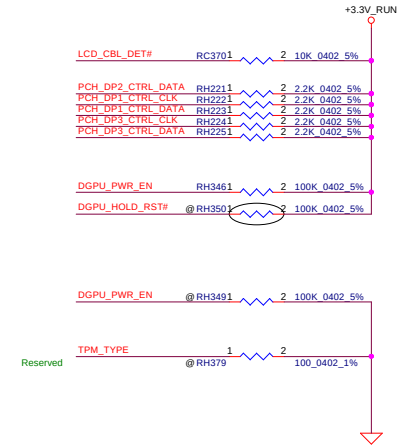 +3.3V_RUN
LCD_CBL_DET# RC370 1 2 10K_0402_5%
PCH_DP2_CTRL_DATA RH221 1 2 2.2K_0402_5%
PCH_DP1_CTRL_CLK RH222 1 2 2.2K_0402_5%
PCH_DP1_CTRL_DATA RH223 1 2 2.2K_0402_5%
PCH_DP3_CTRL_CLK RH224 1 2 2.2K_0402_5%
PCH_DP3_CTRL_DATA RH225 1 2 2.2K_0402_5%
DGPU_PWR_EN RH346 1 2 100K_0402_5%
DGPU_HOLD_RST# @ RH350 1 2 100K_0402_5%
DGPU_PWR_EN @ RH349 1 2 100K_0402_5%
TPM_TYPE 1 2
Reserved @ RH379 100_0402_1%